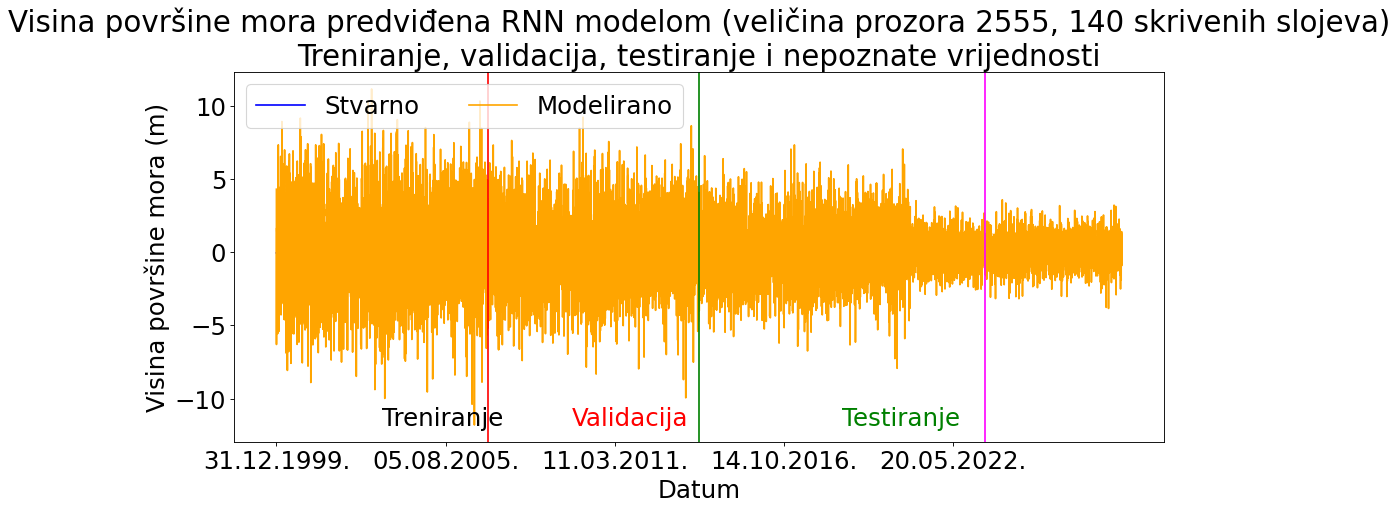 Visina površine mora predviđena RNN modelom (veličina prozora 2555, 140 skrivenih slojeva)
Treniranje, validacija, testiranje i nepoznate vrijednosti
Stvarno Modelirano
Visina površine mora (m)
10
5
0
−5
−10
Treniranje Validacija Testiranje
31.12.1999. 05.08.2005. 11.03.2011. 14.10.2016. 20.05.2022.
Datum